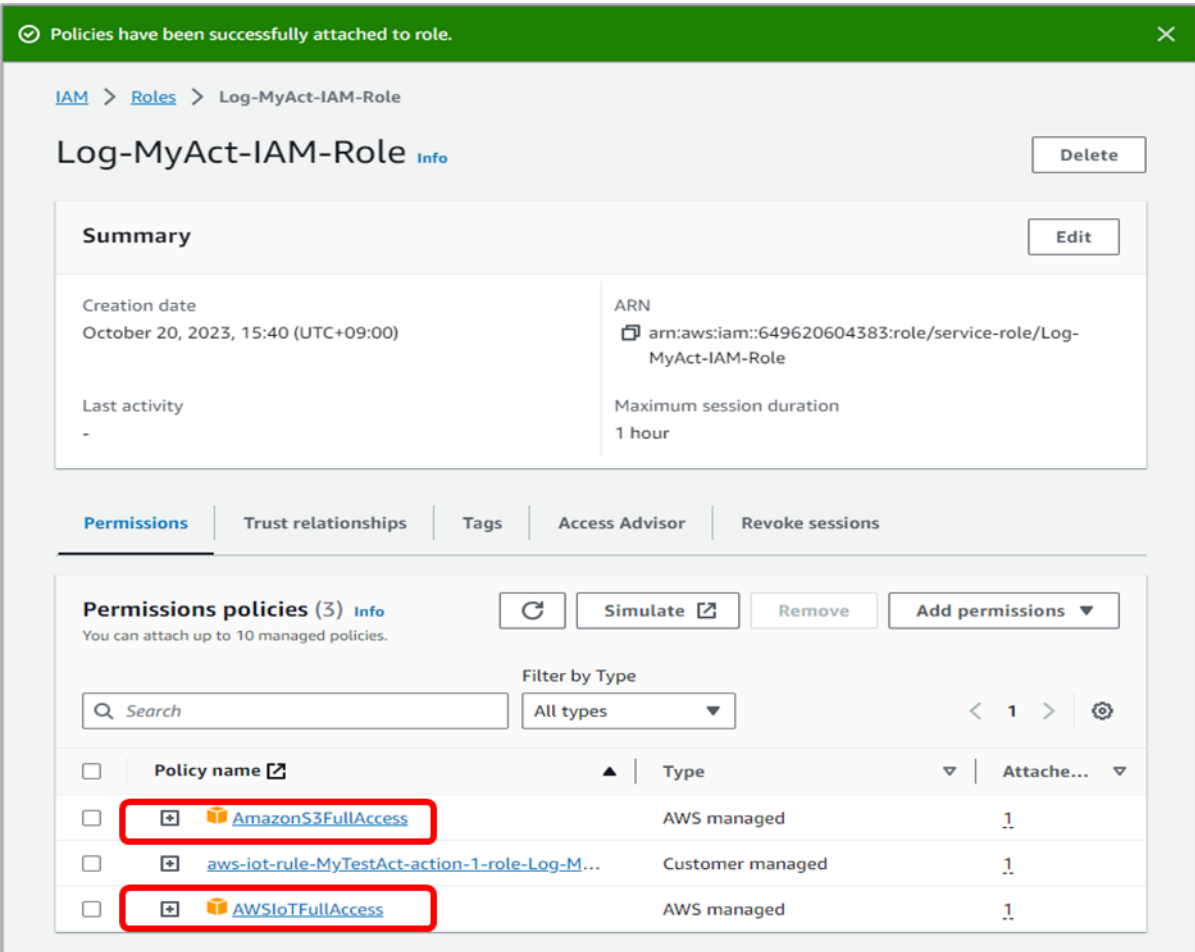 Policies have been successfully attached to role.
IAM > Roles > Log-MyAct-IAM-Role
Log-MyAct-IAM-Role Info
Delete
Summary
Edit
Creation date
October 20, 2023, 15:40 (UTC+09:00)
ARN
arn:aws:iam::649620604383:role/service-role/Log-
MyAct-IAM-Role
Last activity
-
Maximum session duration
1 hour
Permissions Trust relationships Tags Access Advisor Revoke sessions
Permissions policies (3) Info
You can attach up to 10 managed policies.
Simulate Remove Add permissions
Filter by Type
Search All types 1
Policy name Type Attache...
AmazonS3FullAccess AWS managed 1
aws-iot-rule-MyTestAct-action-1-role-Log-M... Customer managed 1
AWSIoTFullAccess AWS managed 1